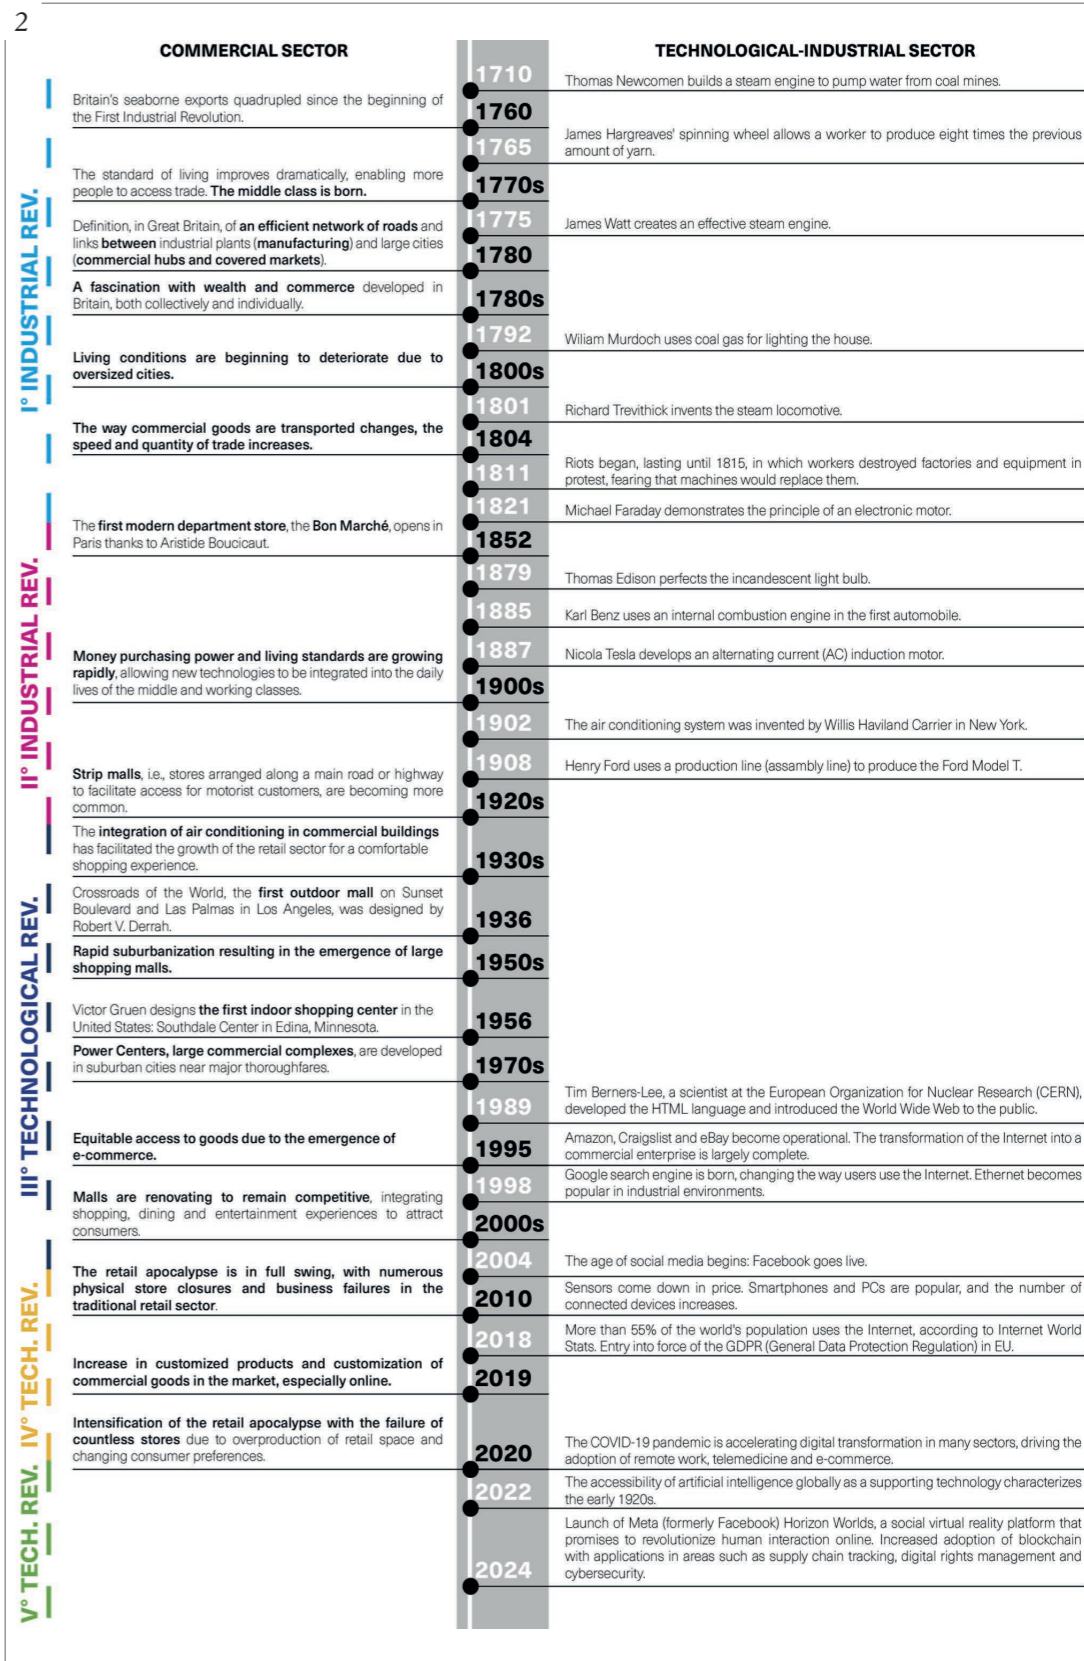 2
COMMERCIAL SECTOR
TECHNOLOGICAL-INDUSTRIAL SECTOR
I° INDUSTRIAL REV.
1710
Thomas Newcomen builds a steam engine to pump water from coal mines.
Britain's seaborne exports quadrupled since the beginning of
the First Industrial Revolution.
1760
1765
James Hargreaves' spinning wheel allows a worker to produce eight times the previous
amount of yarn.
The standard of living improves dramatically, enabling more
people to access trade. The middle class is born.
1770s
1775
James Watt creates an effective steam engine.
Definition, in Great Britain, of an efficient network of roads and
links between industrial plants (manufacturing) and large cities
(commercial hubs and covered markets).
1780
A fascination with wealth and commerce developed in
Britain, both collectively and individually.
1780s
1792
Wiliam Murdoch uses coal gas for lighting the house.
Living conditions are beginning to deteriorate due to
oversized cities.
1800s
1801
Richard Trevithick invents the steam locomotive.
The way commercial goods are transported changes, the
speed and quantity of trade increases.
1804
1811
Riots began, lasting until 1815, in which workers destroyed factories and equipment in
protest, fearing that machines would replace them.
1821
Michael Faraday demonstrates the principle of an electronic motor.
II° INDUSTRIAL REV.
The first modern department store, the Bon Marché, opens in
Paris thanks to Aristide Boucicaut.
1852
1879
Thomas Edison perfects the incandescent light bulb.
1885
Karl Benz uses an internal combustion engine in the first automobile.
1887
Nicola Tesla develops an alternating current (AC) induction motor.
Money purchasing power and living standards are growing
rapidly, allowing new technologies to be integrated into the daily
lives of the middle and working classes.
1900s
1902
The air conditioning system was invented by Willis Haviland Carrier in New York.
1908
Henry Ford uses a production line (assambly line) to produce the Ford Model T.
Strip malls, i.e., stores arranged along a main road or highway
to facilitate access for motorist customers, are becoming more
common.
1920s
III° TECHNOLOGICAL REV.
The integration of air conditioning in commercial buildings
has facilitated the growth of the retail sector for a comfortable
shopping experience.
1930s
Crossroads of the World, the first outdoor mall on Sunset
Boulevard and Las Palmas in Los Angeles, was designed by
Robert V. Derrah.
1936
Rapid suburbanization resulting in the emergence of large
shopping malls.
1950s
Victor Gruen designs the first indoor shopping center in the
United States: Southdale Center in Edina, Minnesota.
1956
Power Centers, large commercial complexes, are developed
in suburban cities near major thoroughfares.
1970s
1989
Tim Berners-Lee, a scientist at the European Organization for Nuclear Research (CERN),
developed the HTML language and introduced the World Wide Web to the public.
Equitable access to goods due to the emergence of
e-commerce.
1995
Amazon, Craigslist and eBay become operational. The transformation of the Internet into a
commercial enterprise is largely complete.
1998
Google search engine is born, changing the way users use the Internet. Ethernet becomes
popular in industrial environments.
Malls are renovating to remain competitive, integrating
shopping, dining and entertainment experiences to attract
consumers.
2000s
2004
The age of social media begins: Facebook goes live.
IV° TECH. REV.
The retail apocalypse is in full swing, with numerous
physical store closures and business failures in the
traditional retail sector.
2010
Sensors come down in price. Smartphones and PCs are popular, and the number of
connected devices increases.
2018
More than 55% of the world's population uses the Internet, according to Internet World
Stats. Entry into force of the GDPR (General Data Protection Regulation) in EU.
Increase in customized products and customization of
commercial goods in the market, especially online.
2019
Intensification of the retail apocalypse with the failure of
countless stores due to overproduction of retail space and
changing consumer preferences.
2020
The COVID-19 pandemic is accelerating digital transformation in many sectors, driving the
adoption of remote work, telemedicine and e-commerce.
V° TECH. REV.
2022
The accessibility of artificial intelligence globally as a supporting technology characterizes
the early 1920s.
2024
Launch of Meta (formerly Facebook) Horizon Worlds, a social virtual reality platform that
promises to revolutionize human interaction online. Increased adoption of blockchain
with applications in areas such as supply chain tracking, digital rights management and
cybersecurity.